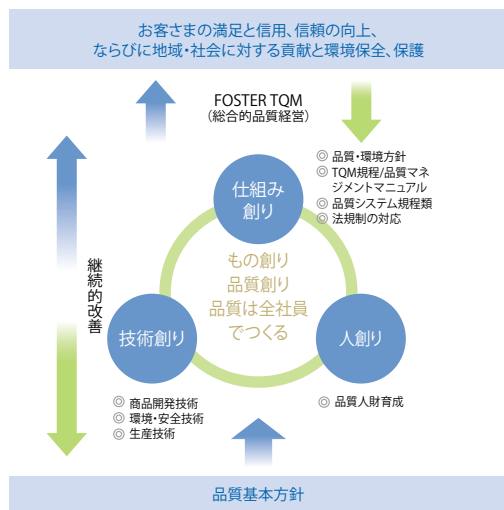 お客さまの満足と信用、信頼の向上、
ならびに地域・社会に対する貢献と環境保全、保護
FOSTER TQM
（総合的品質経営）
◎ 品質・環境方針
◎ TQM規程/品質マネ
ジメントマニュアル
◎ 品質システム規程類
◎ 法規制の対応
仕組み
創り
もの創り
品質創り
品質は全社員
でつくる
継続的改善
技術創り
人創り
◎ 商品開発技術
◎ 環境・安全技術
◎ 生産技術
◎ 品質人財育成
品質基本方針